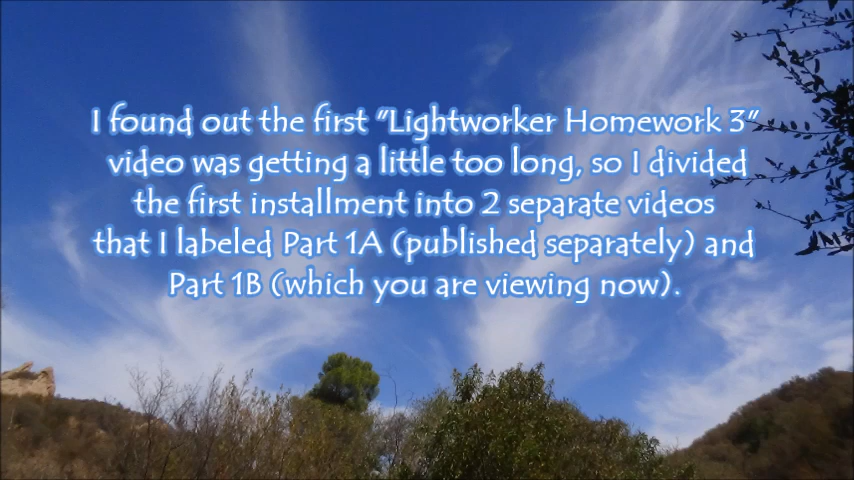 I found out the first "Lightworker Homework 3"
video was getting a little too long, so I divided
the first installment into 2 separate videos
that I labeled Part 1A (published separately) and
Part 1B (which you are viewing now).